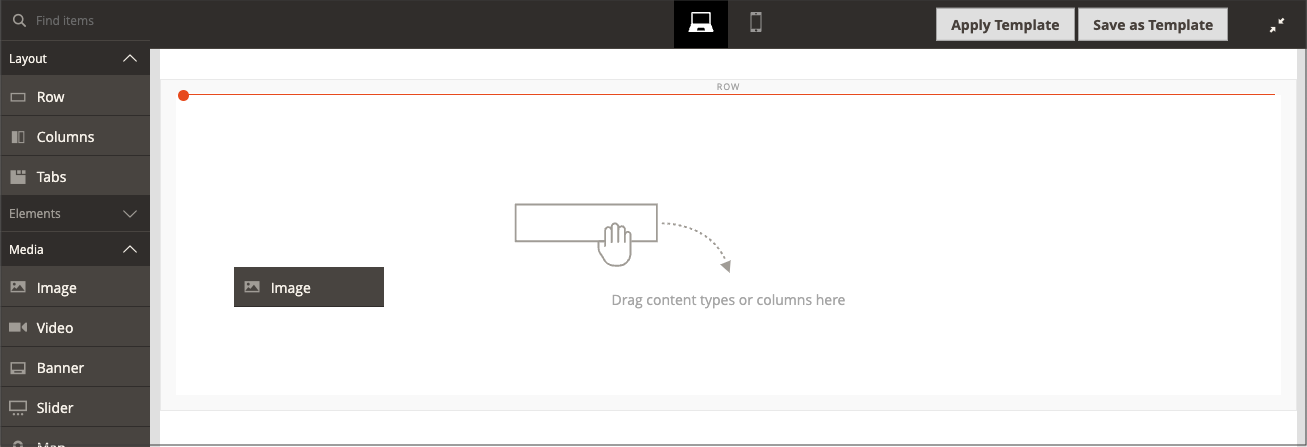 Find items
Apply Template
Save as Template
Layout
Row
Columns
Tabs
Elements
Media
Image
Video
Banner
Slider
ROW
Image
Drag content types or columns here